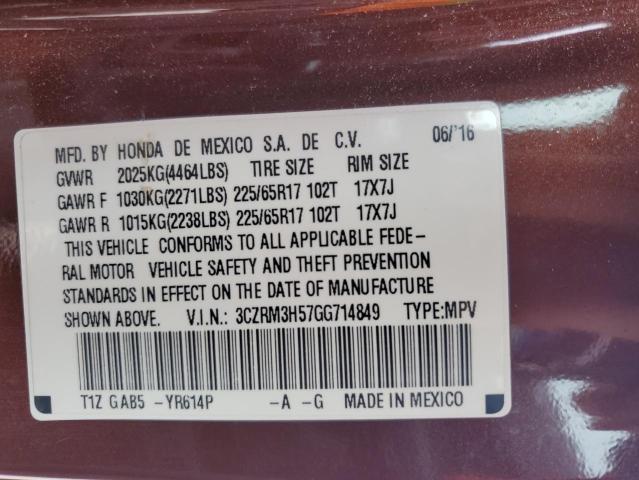 MFD. BY HONDA DE MEXICO S.A. DE C.V. 06/'16
GVWR 2025KG(4464LBS) TIRE SIZE RIM SIZE
GAWR F 1030KG(2271LBS) 225/65R17 102T 17X7J
GAWR R 1015KG(2238LBS) 225/65R17 102T 17X7J
THIS VEHICLE CONFORMS TO ALL APPLICABLE FEDE-
RAL MOTOR VEHICLE SAFETY AND THEFT PREVENTION
STANDARDS IN EFFECT ON THE DATE OF MANUFACTURE
SHOWN ABOVE. V.I.N.: 3CZRM3H57GG714849 TYPE:MPV
T1Z GAB5 -YR614P -A -G MADE IN MEXICO